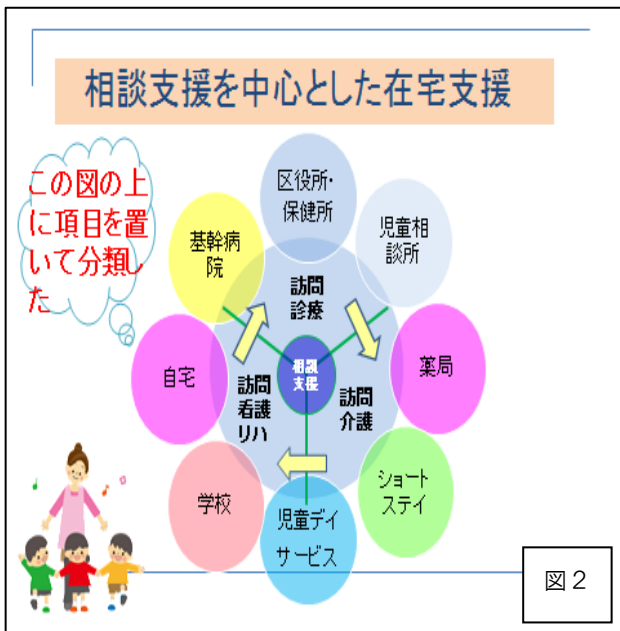 相談支援を中心とした在宅支援
この図の上
に項目を置
いて分類し
た
区役所・
保健所
児童相
談所
基幹病
院
訪問
診療
薬局
自宅
相談
支援
訪問
看護
リハ
訪問
介護
ショート
ステイ
学校
児童デイ
サービス
図２